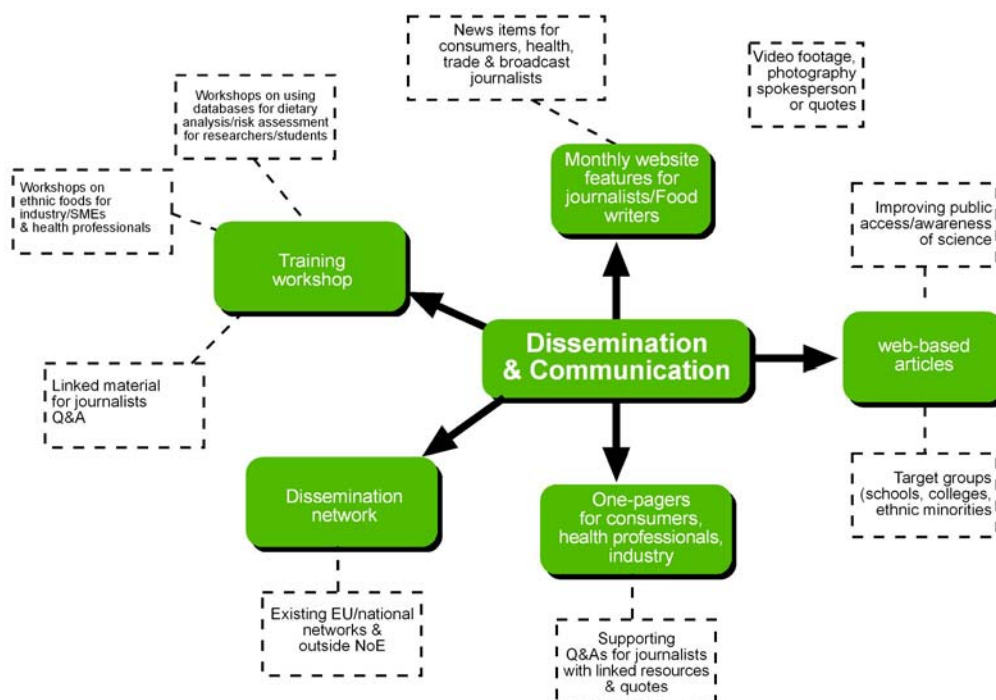 News items for
consumers, health,
trade & broadcast
journalists
Video footage,
photography
spokesperson
or quotes
Workshops on using
databases for dietary
analysis/risk assessment
for researchers/students
Workshops on
ethnic foods for
industry/SMEs
& health professionals
Monthly website
features for
journalists/Food
writers
Improving public
access/awareness
of science
Training
workshop
Dissemination
& Communication
web-based
articles
Linked material
for journalists
Q&A
Dissemination
network
One-pagers
for consumers,
health professionals,
industry
Target groups
(schools, colleges,
ethnic minorities
Existing EU/national
networks &
outside NoE
Supporting
Q&As for journalists
with linked resources
& quotes